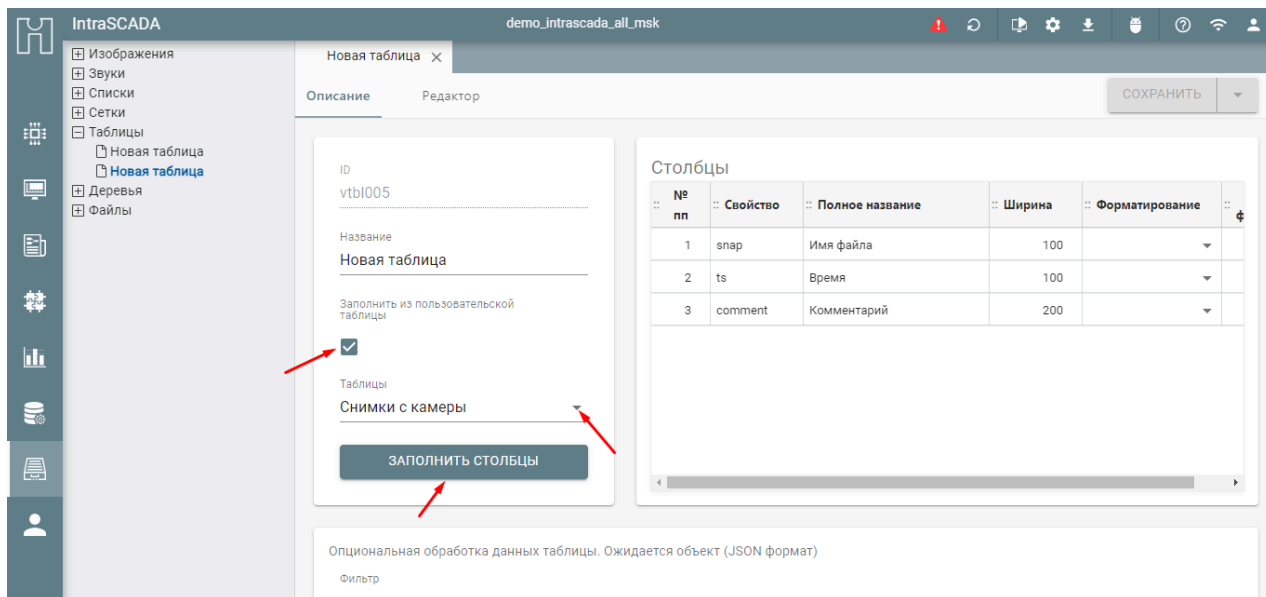 IntraSCADA
demo_intrascada_all_msk
Изображения
Звуки
Списки
Сетки
Таблицы
Новая таблица
Новая таблица
Деревья
Файлы
Новая таблица
Описание
Редактор
СОХРАНИТЬ
ID
vtbl005
Название
Новая таблица
Заполнить из пользовательской
таблицы
Таблицы
Снимки с камеры
ЗАПОЛНИТЬ СТОЛБЦЫ
Столбцы
№ пп Свойство Полное название Ширина Форматирование
1 snap Имя файла 100
2 ts Время 100
3 comment Комментарий 200
Опциональная обработка данных таблицы. Ожидается объект (JSON формат)
Фильтр